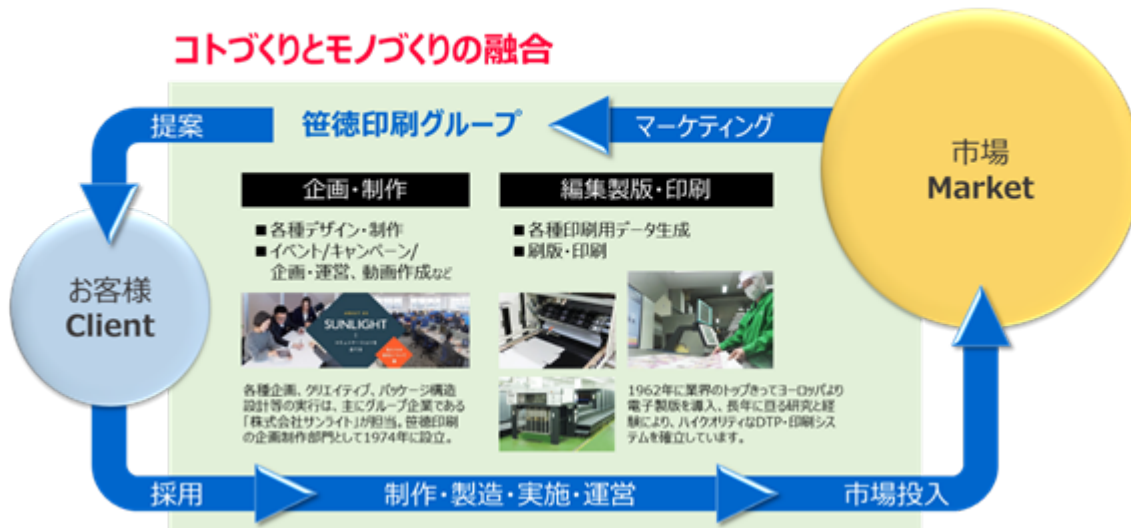 コトづくりとモノづくりの融合
提案
笹徳印刷グループ
マーケティング
市場
Market
企画・制作
編集製版・印刷
■各種デザイン・制作
■イベント/キャンペーン/
企画・運営、動画作成など
■各種印刷用データ生成
■刷版・印刷
お客様
Client
SUNLIGHT
各種企画、クリエイティブ、パッケージ構造
設計等の実行は、主にグループ企業である
「株式会社サンライト」が担当。笹徳印刷
の企画制作部門として1974年に設立。
1962年に業界のトップきってヨーロッパより
電子製版を導入、長年に亘る研究と経
験により、ハイクオリティなDTP・印刷シス
テムを確立しています。
採用
制作・製造・実施・運営
市場投入